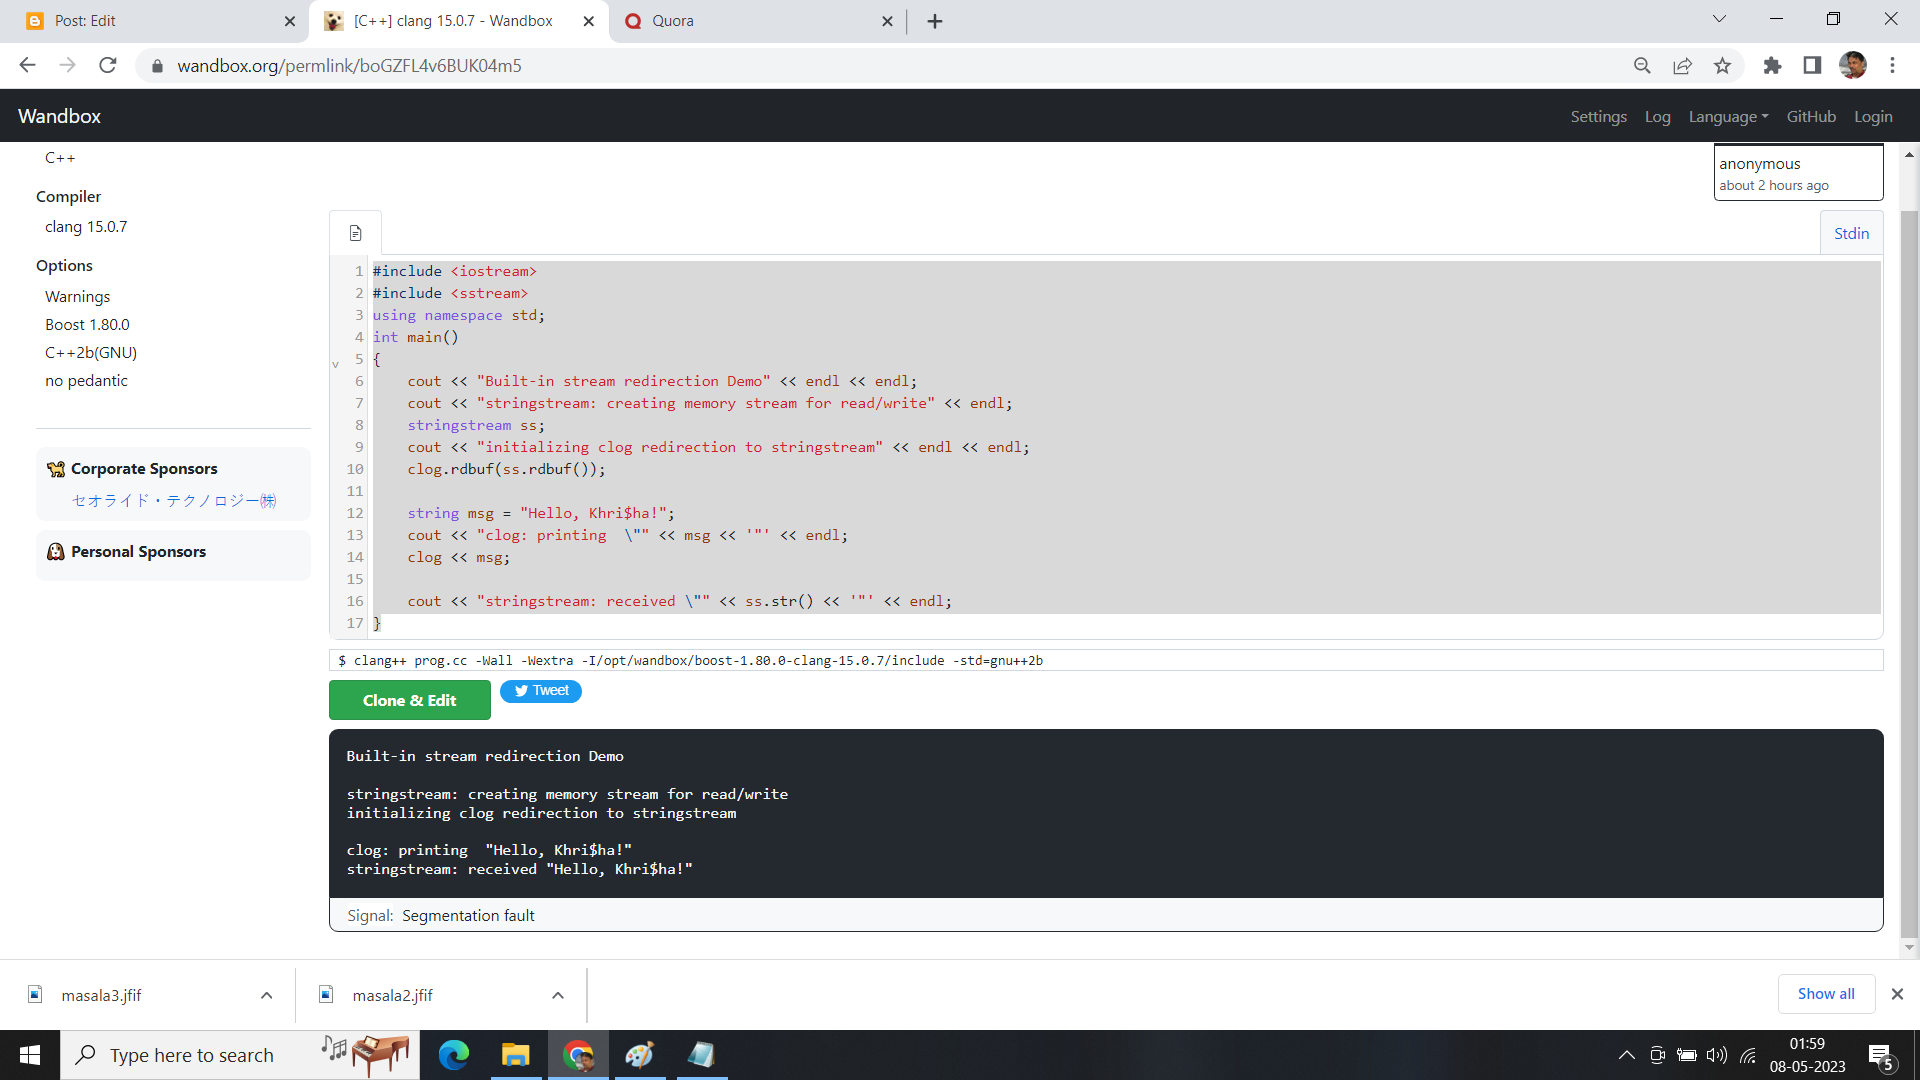 Post: Edit
[C++] clang 15.0.7 - Wandbox
Quora
wandbox.org/permlink/boGZFL4v6BUK04m5
Wandbox
Settings Log Language GitHub Login
C++
anonymous
about 2 hours ago
Compiler
clang 15.0.7
Options
Warnings
Boost 1.80.0
C++2b(GNU)
no pedantic
Corporate Sponsors
セオライド・テクノロジー㈱
Personal Sponsors
Stdin
1 #include <iostream>
2 #include <sstream>
3 using namespace std;
4 int main()
5 {
6     cout << "Built-in stream redirection Demo" << endl << endl;
7     cout << "stringstream: creating memory stream for read/write" << endl;
8     stringstream ss;
9     cout << "initializing clog redirection to stringstream" << endl << endl;
10     clog.rdbuf(ss.rdbuf());
11
12     string msg = "Hello, Khri$ha!";
13     cout << "clog: printing  \"" << msg << '"' << endl;
14     clog << msg;
15
16     cout << "stringstream: received \"" << ss.str() << '"' << endl;
17 }
$ clang++ prog.cc -Wall -Wextra -I/opt/wandbox/boost-1.80.0-clang-15.0.7/include -std=gnu++2b
Clone & Edit
Tweet
Built-in stream redirection Demo
stringstream: creating memory stream for read/write
initializing clog redirection to stringstream
clog: printing  "Hello, Khri$ha!"
stringstream: received "Hello, Khri$ha!"
Signal: Segmentation fault
masala3.jfif
masala2.jfif
Show all
Type here to search
01:59
08-05-2023
5